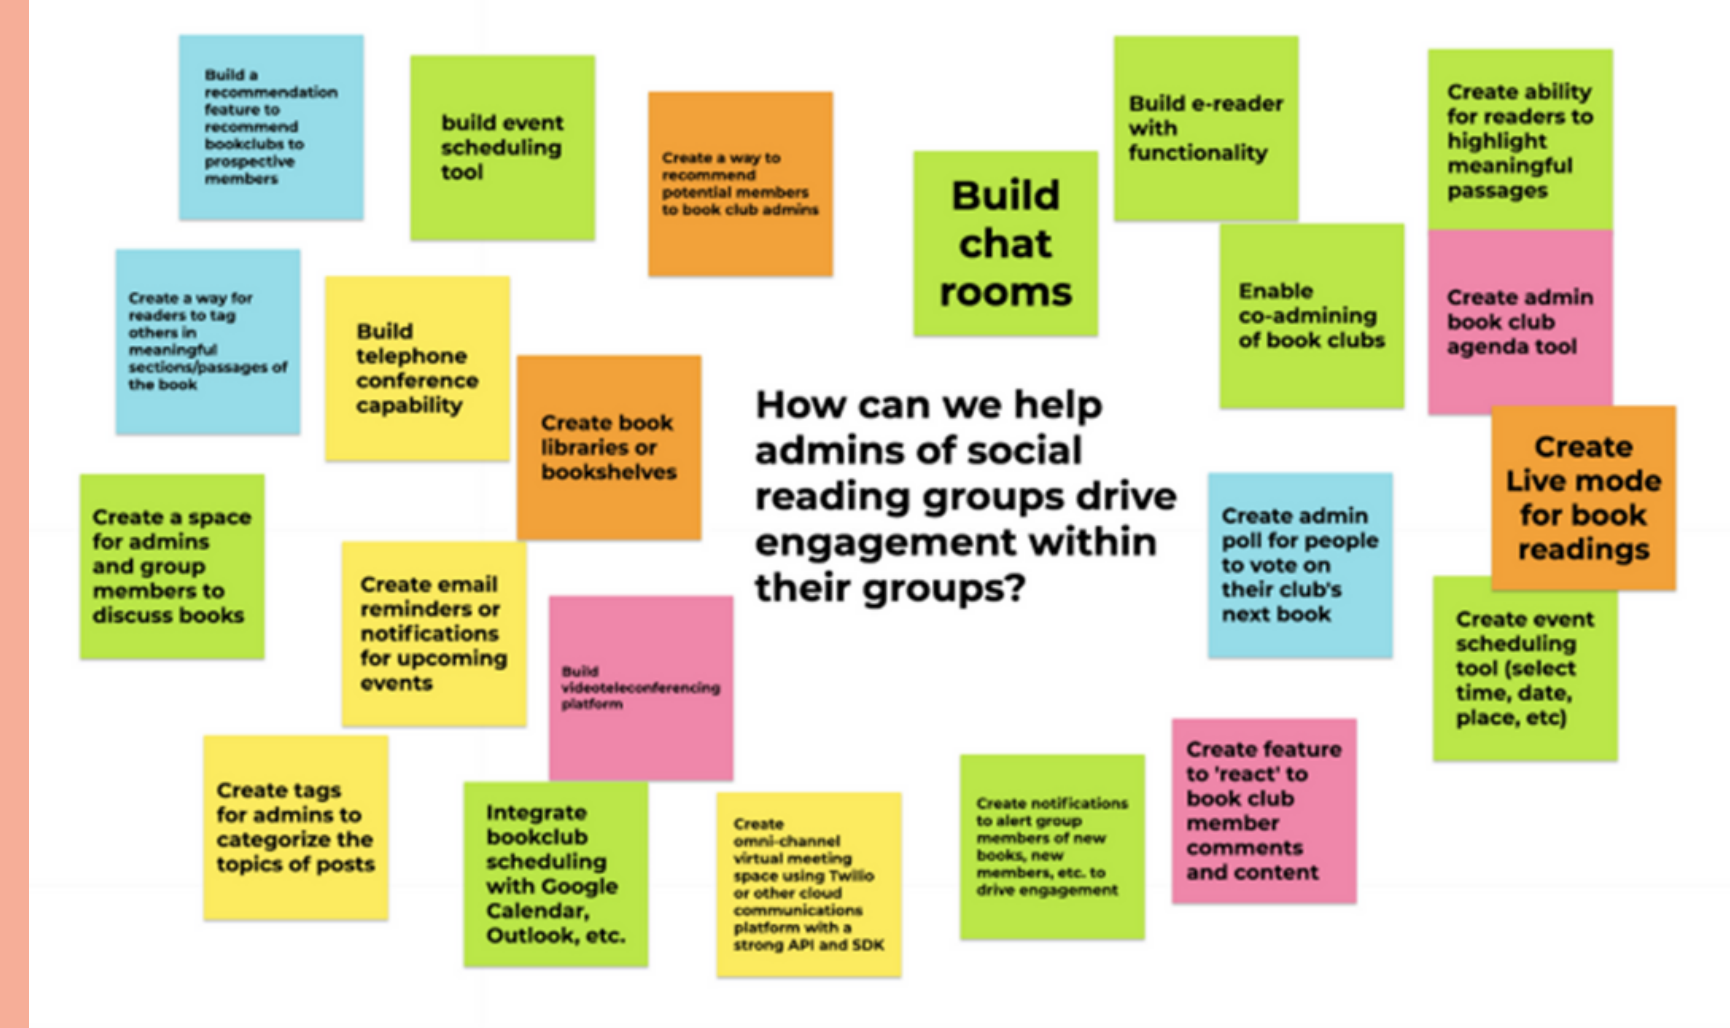 Build a
recommendation
feature to
recommend
bookclubs to
prospective
members
build event
scheduling
tool
Create a way to
recommend
potential members
to book club admins
Build
chat
rooms
Build e-reader
with
functionality
Create ability
for readers to
highlight
meaningful
passages
Create a way for
readers to tag
others in
meaningful
sections/passages of
the book
Build
telephone
conference
capability
Create book
libraries or
bookshelves
Enable
co-admining
of book clubs
Create admin
book club
agenda tool
How can we help
admins of social
reading groups drive
engagement within
their groups?
Create
Live mode
for book
readings
Create a space
for admins
and group
members to
discuss books
Create email
reminders or
notifications
for upcoming
events
Build
videoteleconferencing
platform
Create admin
poll for people
to vote on
their club's
next book
Create event
scheduling
tool (select
time, date,
place, etc)
Create tags
for admins to
categorize the
topics of posts
Integrate
bookclub
scheduling
with Google
Calendar,
Outlook, etc.
Create
omni-channel
virtual meeting
space using Twilio
or other cloud
communications
platform with a
strong API and SDK
Create notifications
to alert group
members of new
books, new
members, etc. to
drive engagement
Create feature
to 'react' to
book club
member
comments
and content